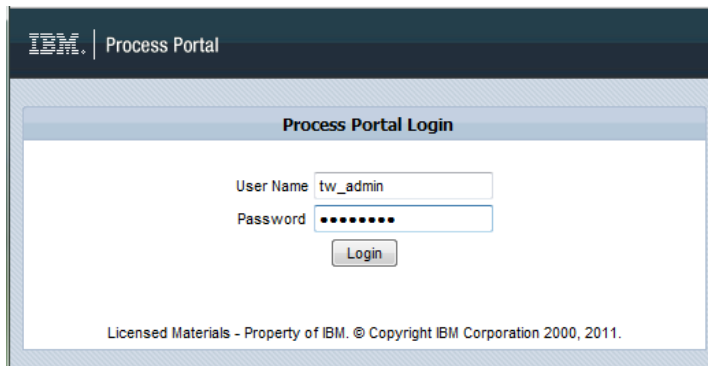 IBM. Process Portal
Process Portal Login
User Name tw_admin
Password ••••••••
Login
Licensed Materials - Property of IBM. © Copyright IBM Corporation 2000, 2011.